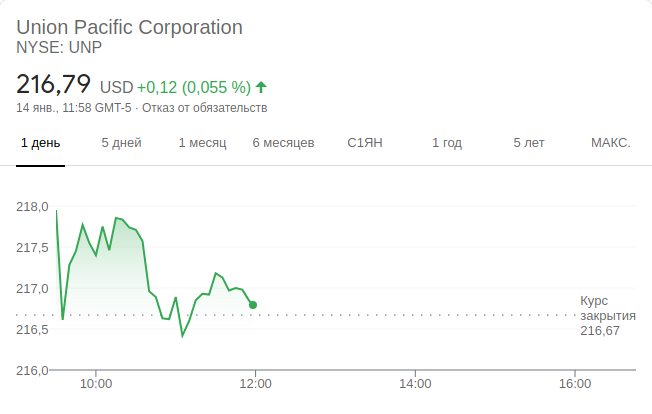 Union Pacific Corporation
NYSE: UNP
216,79 USD +0,12 (0,055 %)
14 янв., 11:58 GMT-5 · Отказ от обязательств
1 день 5 дней 1 месяц 6 месяцев С1ЯН 1 год 5 лет МАКС.
218,0
217,5
217,0
Курс
закрытия
216,67
216,5
216,0
10:00 12:00 14:00 16:00